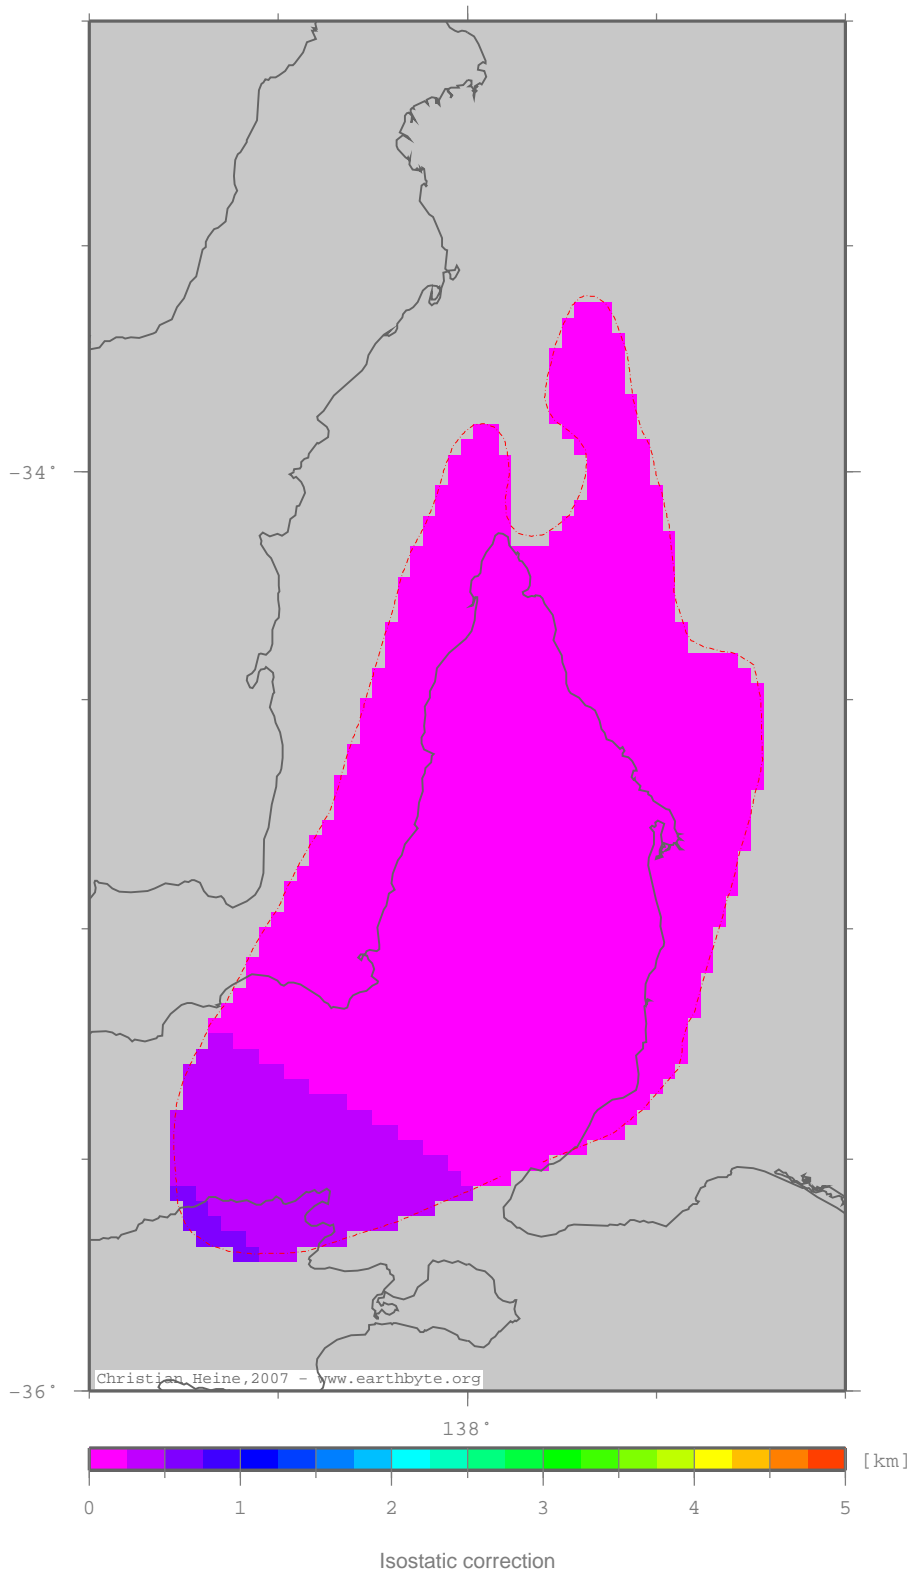 -34°
-36°
Christian Heine,2007 - www.earthbyte.org
138°
[km]
0 1 2 3 4 5
Isostatic correction